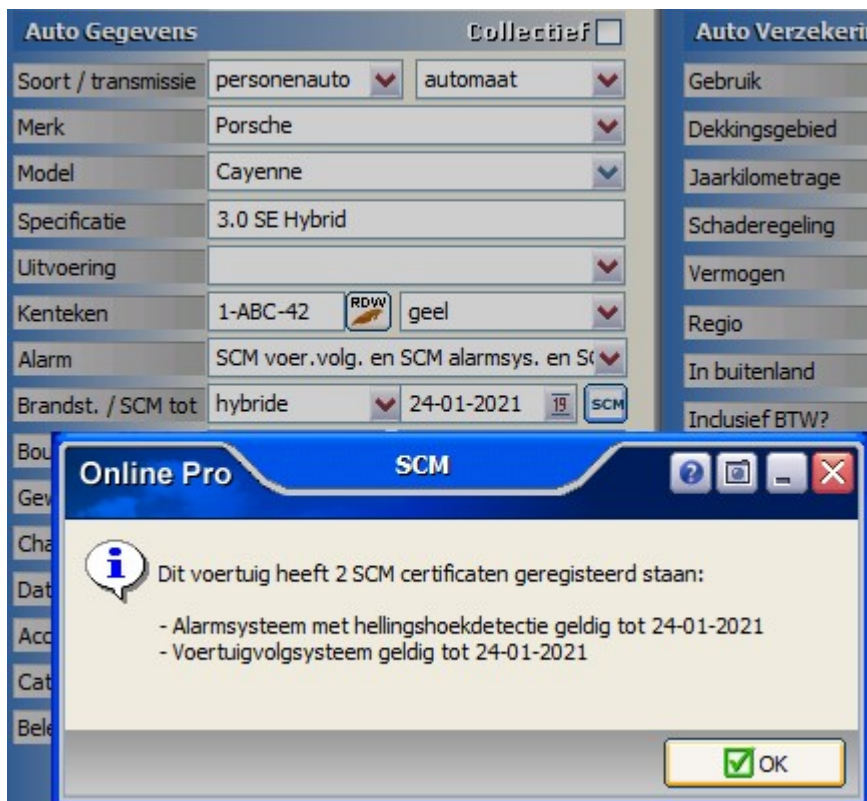 Auto Gegevens Collectief
Soort / transmissie personenauto automaat
Merk Porsche
Model Cayenne
Specificatie 3.0 SE Hybrid
Uitvoering
Kenteken 1-ABC-42 RDW geel
Alarm SCM voer.volg. en SCM alarmsys. en
Brandst. / SCM tot hybride 24-01-2021 19 SCM
Auto
Gebruik
Dekkingsgebied
Jaarkilometrage
Schaderegeling
Vermogen
Regio
In buitenland
Inclusief BTW?
Online Pro SCM
Dit voertuig heeft 2 SCM certificaten geregisteerd staan:
- Alarmsysteem met hellingshoekdetectie geldig tot 24-01-2021
- Voertuigvolgsysteem geldig tot 24-01-2021
OK